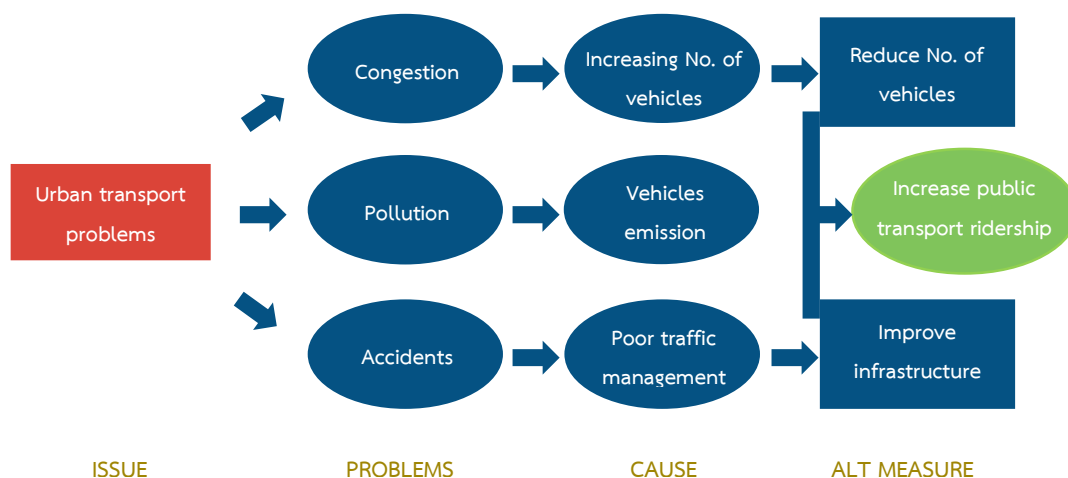 Urban transport
problems
Congestion
Increasing No. of
vehicles
Reduce No. of
vehicles
Pollution
Vehicles
emission
Increase public
transport ridership
Accidents
Poor traffic
management
Improve
infrastructure
ISSUE
PROBLEMS
CAUSE
ALT MEASURE